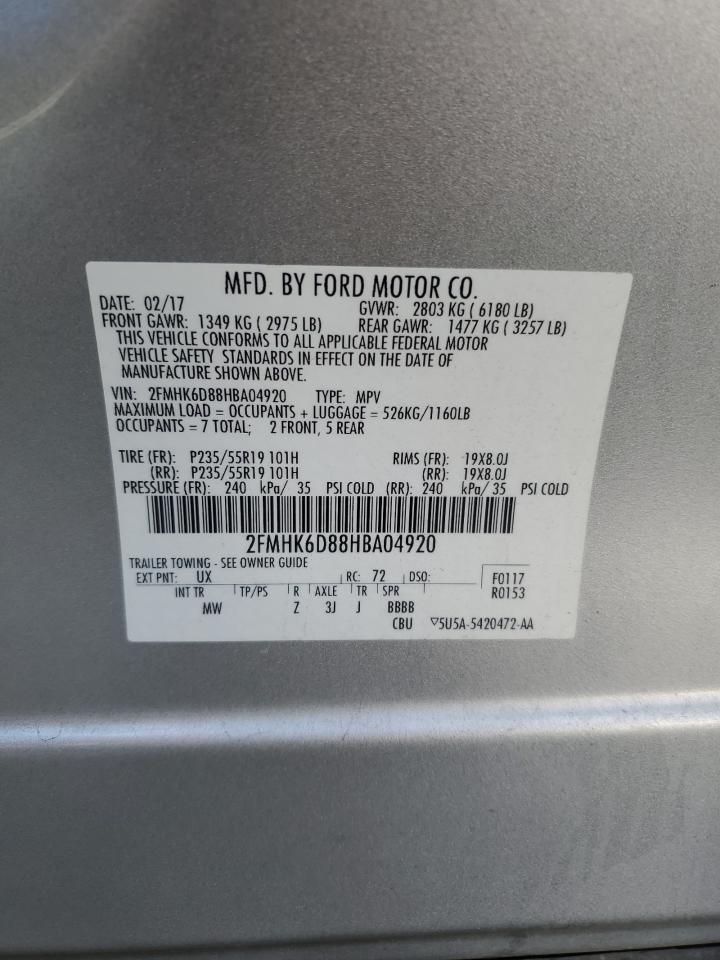 MFD. BY FORD MOTOR CO.
DATE: 02/17 GVWR: 2803 KG ( 6180 LB)
FRONT GAWR: 1349 KG ( 2975 LB) REAR GAWR: 1477 KG ( 3257 LB)
THIS VEHICLE CONFORMS TO ALL APPLICABLE FEDERAL MOTOR
VEHICLE SAFETY STANDARDS IN EFFECT ON THE DATE OF
MANUFACTURE SHOWN ABOVE.
VIN: 2FMHK6D88HBA04920 TYPE: MPV
MAXIMUM LOAD = OCCUPANTS + LUGGAGE = 526KG/1160LB
OCCUPANTS = 7 TOTAL; 2 FRONT, 5 REAR
TIRE (FR): P235/55R19 101H RIMS (FR): 19X8.0J
(RR): P235/55R19 101H (RR): 19X8.0J
PRESSURE (FR): 240 kPa/ 35 PSI COLD (RR): 240 kPa/ 35 PSI COLD
2FMHK6D88HBA04920
TRAILER TOWING - SEE OWNER GUIDE
EXT PNT: UX RC: 72 DSO: F0117
INT TR TP/PS R AXLE TR SPR R0153
MW Z 3J J BBBB
CBU ▽5U5A-5420472-AA